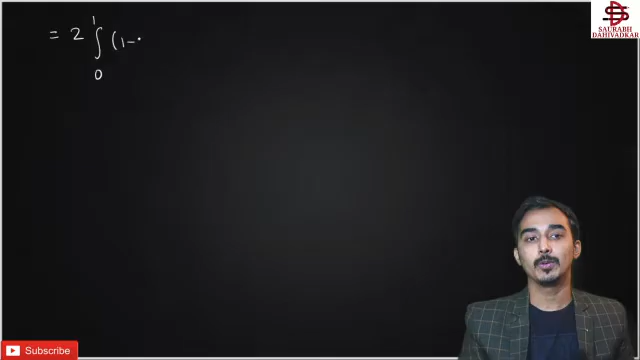 = 2 ∫₀¹ (1-
SAURABH
DAHIVADKAR
Subscribe